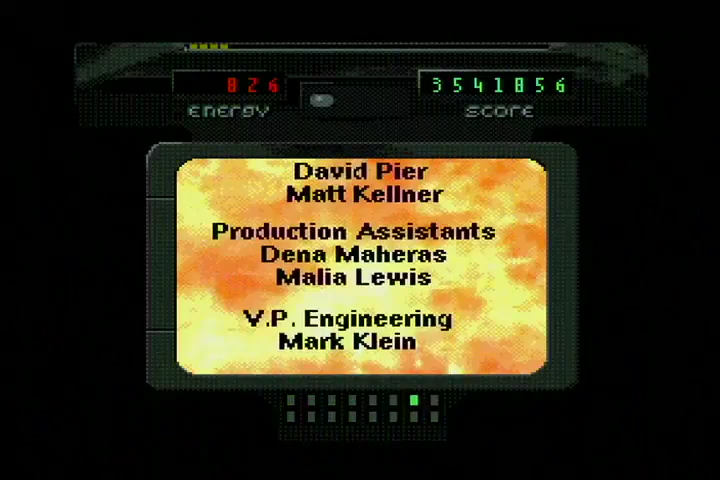 826
3541856
energy
score
David Pier
Matt Kellner
Production Assistants
Dena Maheras
Malia Lewis
V.P. Engineering
Mark Klein